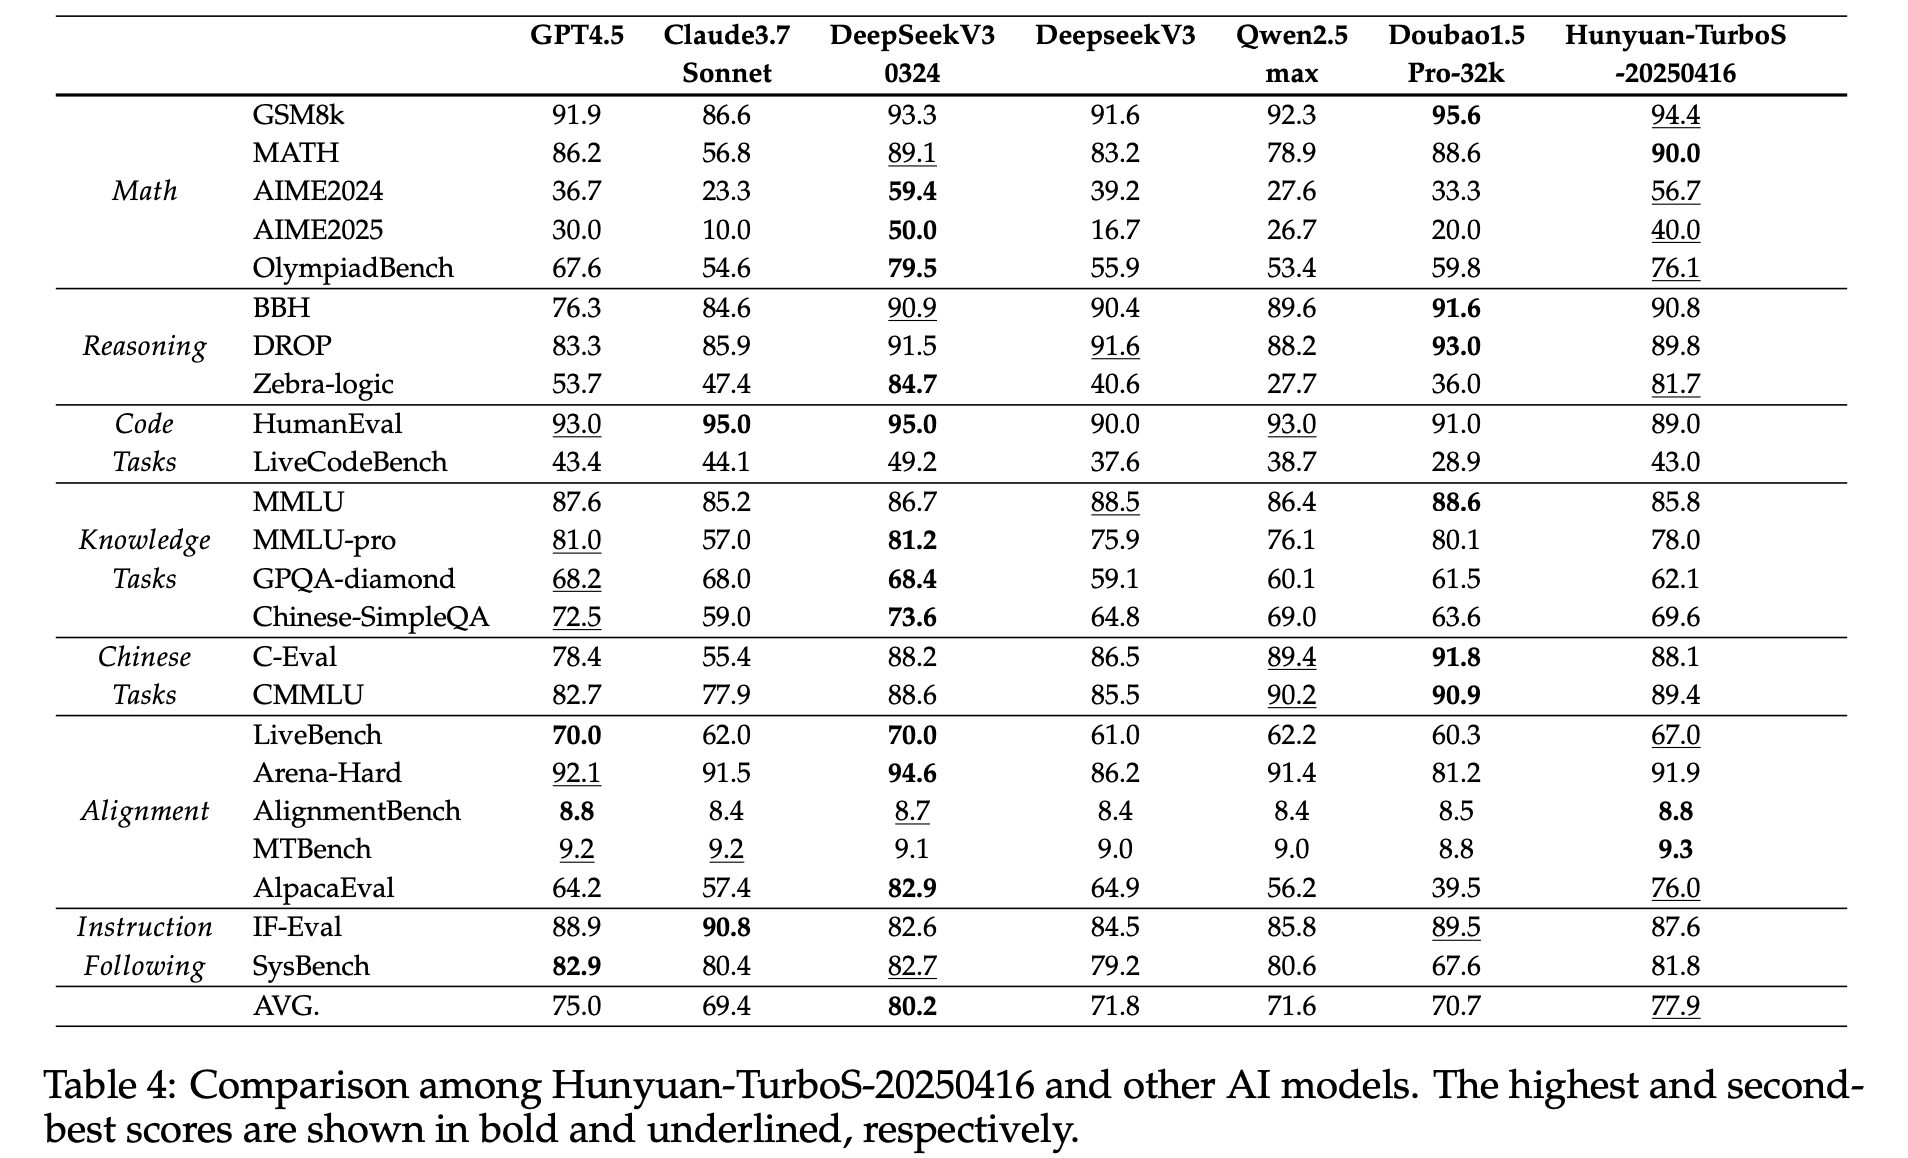 GPT4.5 Claude3.7 DeepSeekV3 DeepseekV3 Qwen2.5 Doubao1.5 Hunyuan-TurboS
Sonnet 0324 max Pro-32k -20250416
GSM8k 91.9 86.6 93.3 91.6 92.3 95.6 94.4
MATH 86.2 56.8 89.1 83.2 78.9 88.6 90.0
Math AIME2024 36.7 23.3 59.4 39.2 27.6 33.3 56.7
AIME2025 30.0 10.0 50.0 16.7 26.7 20.0 40.0
OlympiadBench 67.6 54.6 79.5 55.9 53.4 59.8 76.1
BBH 76.3 84.6 90.9 90.4 89.6 91.6 90.8
Reasoning DROP 83.3 85.9 91.5 91.6 88.2 93.0 89.8
Zebra-logic 53.7 47.4 84.7 40.6 27.7 36.0 81.7
Code HumanEval 93.0 95.0 95.0 90.0 93.0 91.0 89.0
Tasks LiveCodeBench 43.4 44.1 49.2 37.6 38.7 28.9 43.0
MMLU 87.6 85.2 86.7 88.5 86.4 88.6 85.8
Knowledge MMLU-pro 81.0 57.0 81.2 75.9 76.1 80.1 78.0
Tasks GPQA-diamond 68.2 68.0 68.4 59.1 60.1 61.5 62.1
Chinese-SimpleQA 72.5 59.0 73.6 64.8 69.0 63.6 69.6
Chinese C-Eval 78.4 55.4 88.2 86.5 89.4 91.8 88.1
Tasks CMMLU 82.7 77.9 88.6 85.5 90.2 90.9 89.4
LiveBench 70.0 62.0 70.0 61.0 62.2 60.3 67.0
Arena-Hard 92.1 91.5 94.6 86.2 91.4 81.2 91.9
Alignment AlignmentBench 8.8 8.4 8.7 8.4 8.4 8.5 8.8
MTBench 9.2 9.2 9.1 9.0 9.0 8.8 9.3
AlpacaEval 64.2 57.4 82.9 64.9 56.2 39.5 76.0
Instruction IF-Eval 88.9 90.8 82.6 84.5 85.8 89.5 87.6
Following SysBench 82.9 80.4 82.7 79.2 80.6 67.6 81.8
AVG. 75.0 69.4 80.2 71.8 71.6 70.7 77.9
Table 4: Comparison among Hunyuan-TurboS-20250416 and other AI models. The highest and second-
best scores are shown in bold and underlined, respectively.